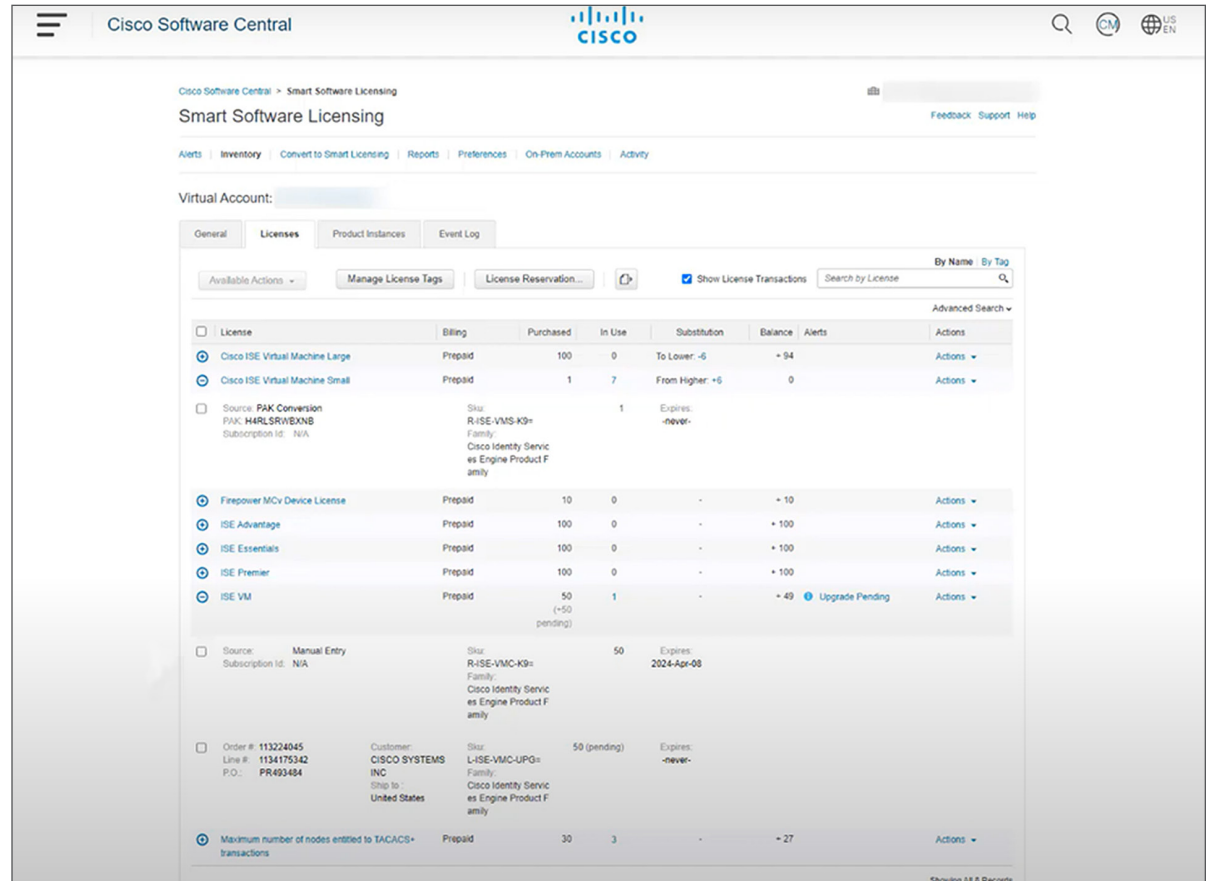 Cisco Software Central
CISCO
CM
US
EN
Cisco Software Central > Smart Software Licensing
Smart Software Licensing
Feedback Support Help
Alerts | Inventory | Convert to Smart Licensing | Reports | Preferences | On-Prem Accounts | Activity
Virtual Account:
General Licenses Product Instances Event Log
By Name | By Tag
Available Actions Manage License Tags License Reservation... Show License Transactions Search by License
Advanced Search
License Billing Purchased In Use Substitution Balance Alerts Actions
Cisco ISE Virtual Machine Large Prepaid 100 0 To Lower: -6 + 94 Actions
Cisco ISE Virtual Machine Small Prepaid 1 7 From Higher: +6 0 Actions
Source: PAK Conversion Sku: 1 Expires:
PAK: H4RLSRWBXNB R-ISE-VMS-K9= -never-
Subscription Id: N/A Family:
Cisco Identity Servic
es Engine Product F
amily
Firepower MCv Device License Prepaid 10 0 - + 10 Actions
ISE Advantage Prepaid 100 0 - + 100 Actions
ISE Essentials Prepaid 100 0 - + 100 Actions
ISE Premier Prepaid 100 0 - + 100 Actions
ISE VM Prepaid 50 1 - + 49 Upgrade Pending Actions
(+50
pending)
Source: Manual Entry Sku: 50 Expires:
Subscription Id: N/A R-ISE-VMC-K9= 2024-Apr-08
Family:
Cisco Identity Servic
es Engine Product F
amily
Order #: 113224045 Customer: Sku: 50 (pending) Expires:
Line #: 1134175342 CISCO SYSTEMS L-ISE-VMC-UPG= -never-
P.O.: PR493484 INC Family:
Ship to : Cisco Identity Servic
United States es Engine Product F
amily
Maximum number of nodes entitled to TACACS+ Prepaid 30 3 - + 27 Actions
transactions